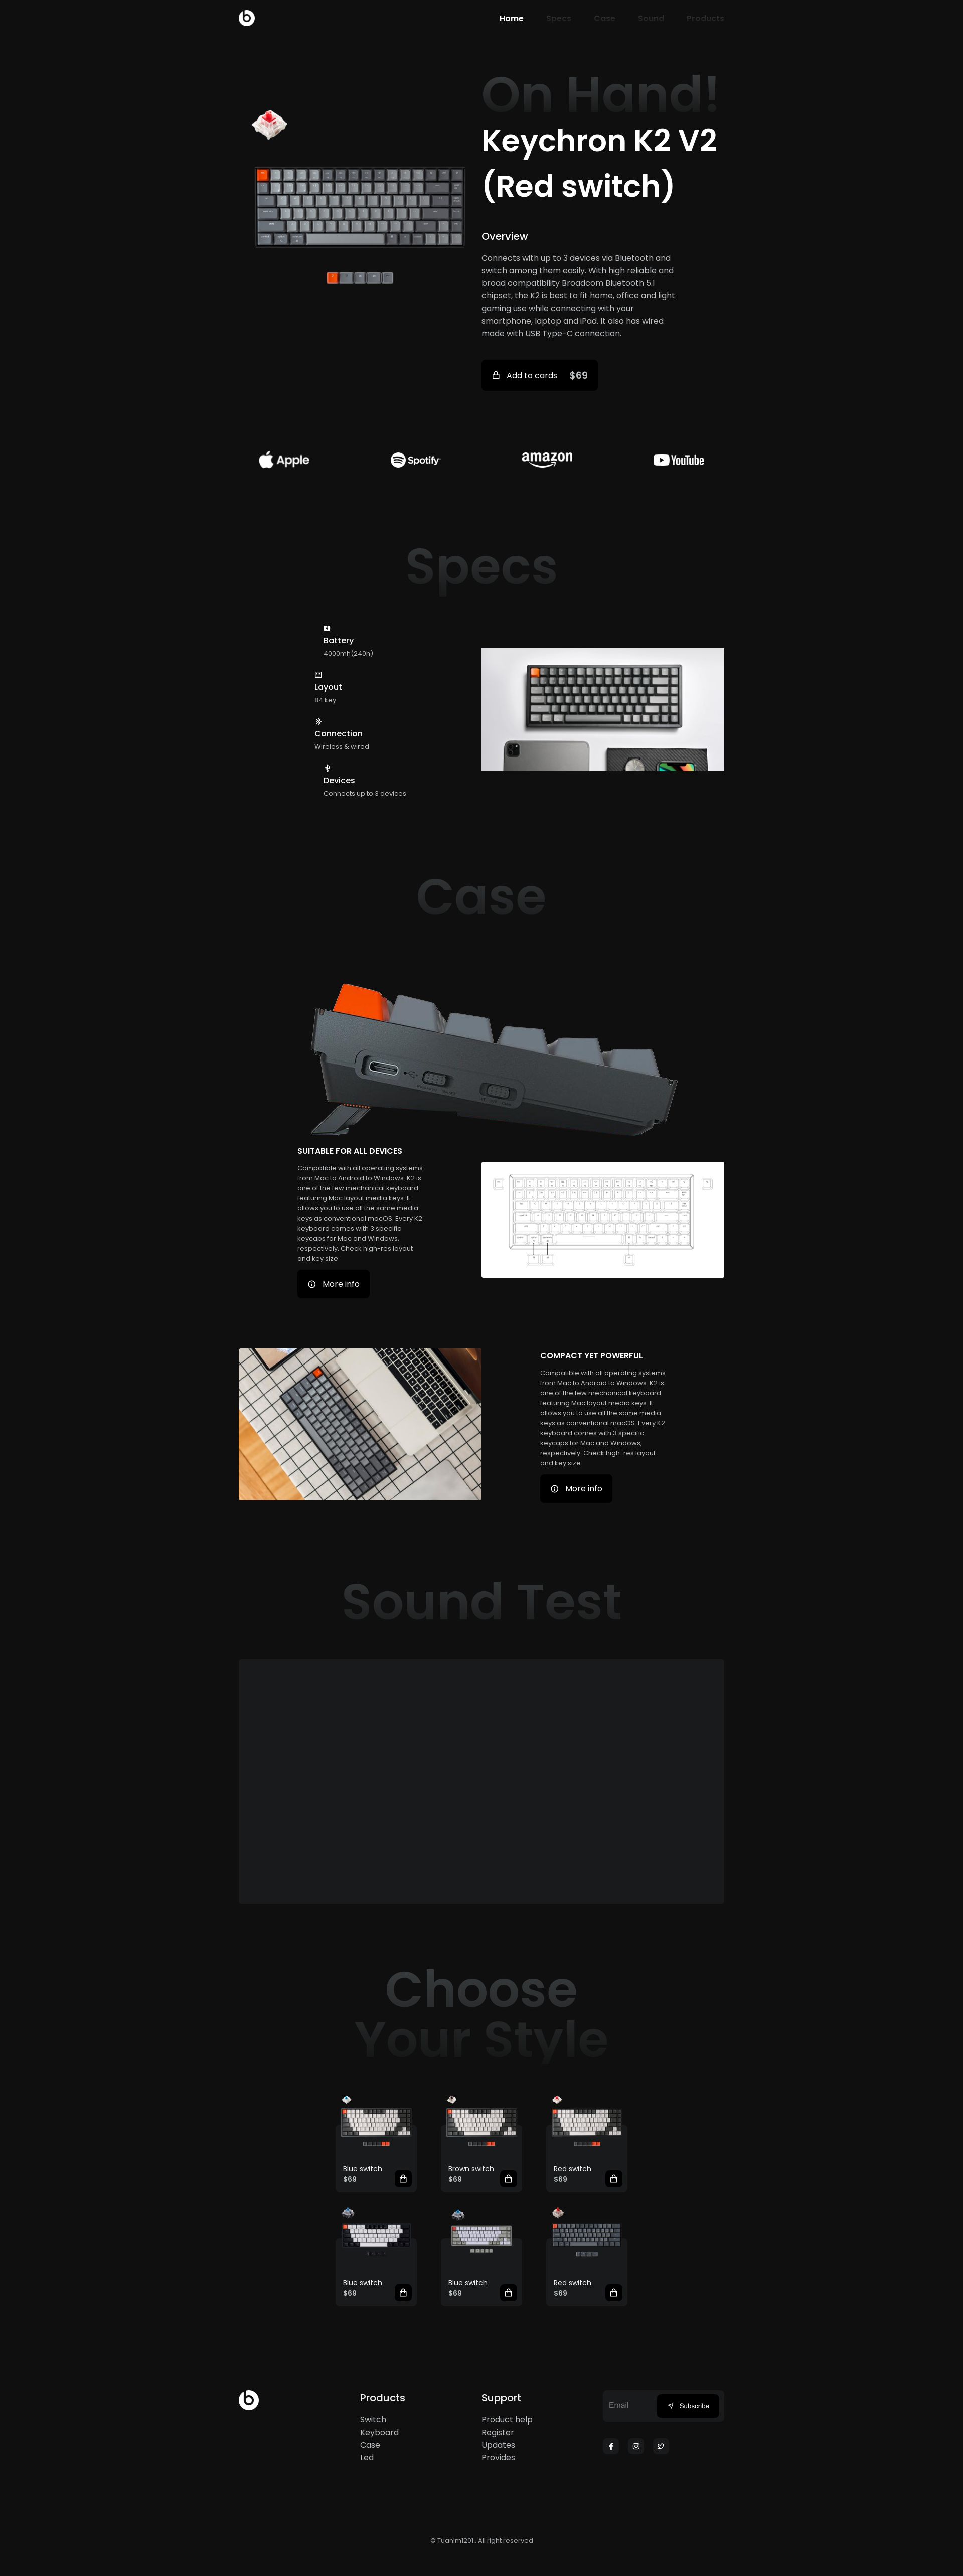 Home Specs Case Sound Products
On Hand!
Keychron K2 V2
(Red switch)
Overview
Connects with up to 3 devices via Bluetooth and
switch among them easily. With high reliable and
broad compatibility Broadcom Bluetooth 5.1
chipset, the K2 is best to fit home, office and light
gaming use while connecting with your
smartphone, laptop and iPad. It also has wired
mode with USB Type-C connection.
Add to cards $69
Apple
Spotify
amazon
YouTube
Specs
Battery
4000mh(240h)
Layout
84 key
Connection
Wireless & wired
Devices
Connects up to 3 devices
Case
SUITABLE FOR ALL DEVICES
Compatible with all operating systems
from Mac to Android to Windows. K2 is
one of the few mechanical keyboard
featuring Mac layout media keys. It
allows you to use all the same media
keys as conventional macOS. Every K2
keyboard comes with 3 specific
keycaps for Mac and Windows,
respectively. Check high-res layout
and key size
More info
COMPACT YET POWERFUL
Compatible with all operating systems
from Mac to Android to Windows. K2 is
one of the few mechanical keyboard
featuring Mac layout media keys. It
allows you to use all the same media
keys as conventional macOS. Every K2
keyboard comes with 3 specific
keycaps for Mac and Windows,
respectively. Check high-res layout
and key size
More info
Sound Test
Choose
Your Style
Blue switch
$69
Brown switch
$69
Red switch
$69
Blue switch
$69
Blue switch
$69
Red switch
$69
Products
Switch
Keyboard
Case
Led
Support
Product help
Register
Updates
Provides
Email
Subscribe
© Tuanlm1201 . All right reserved